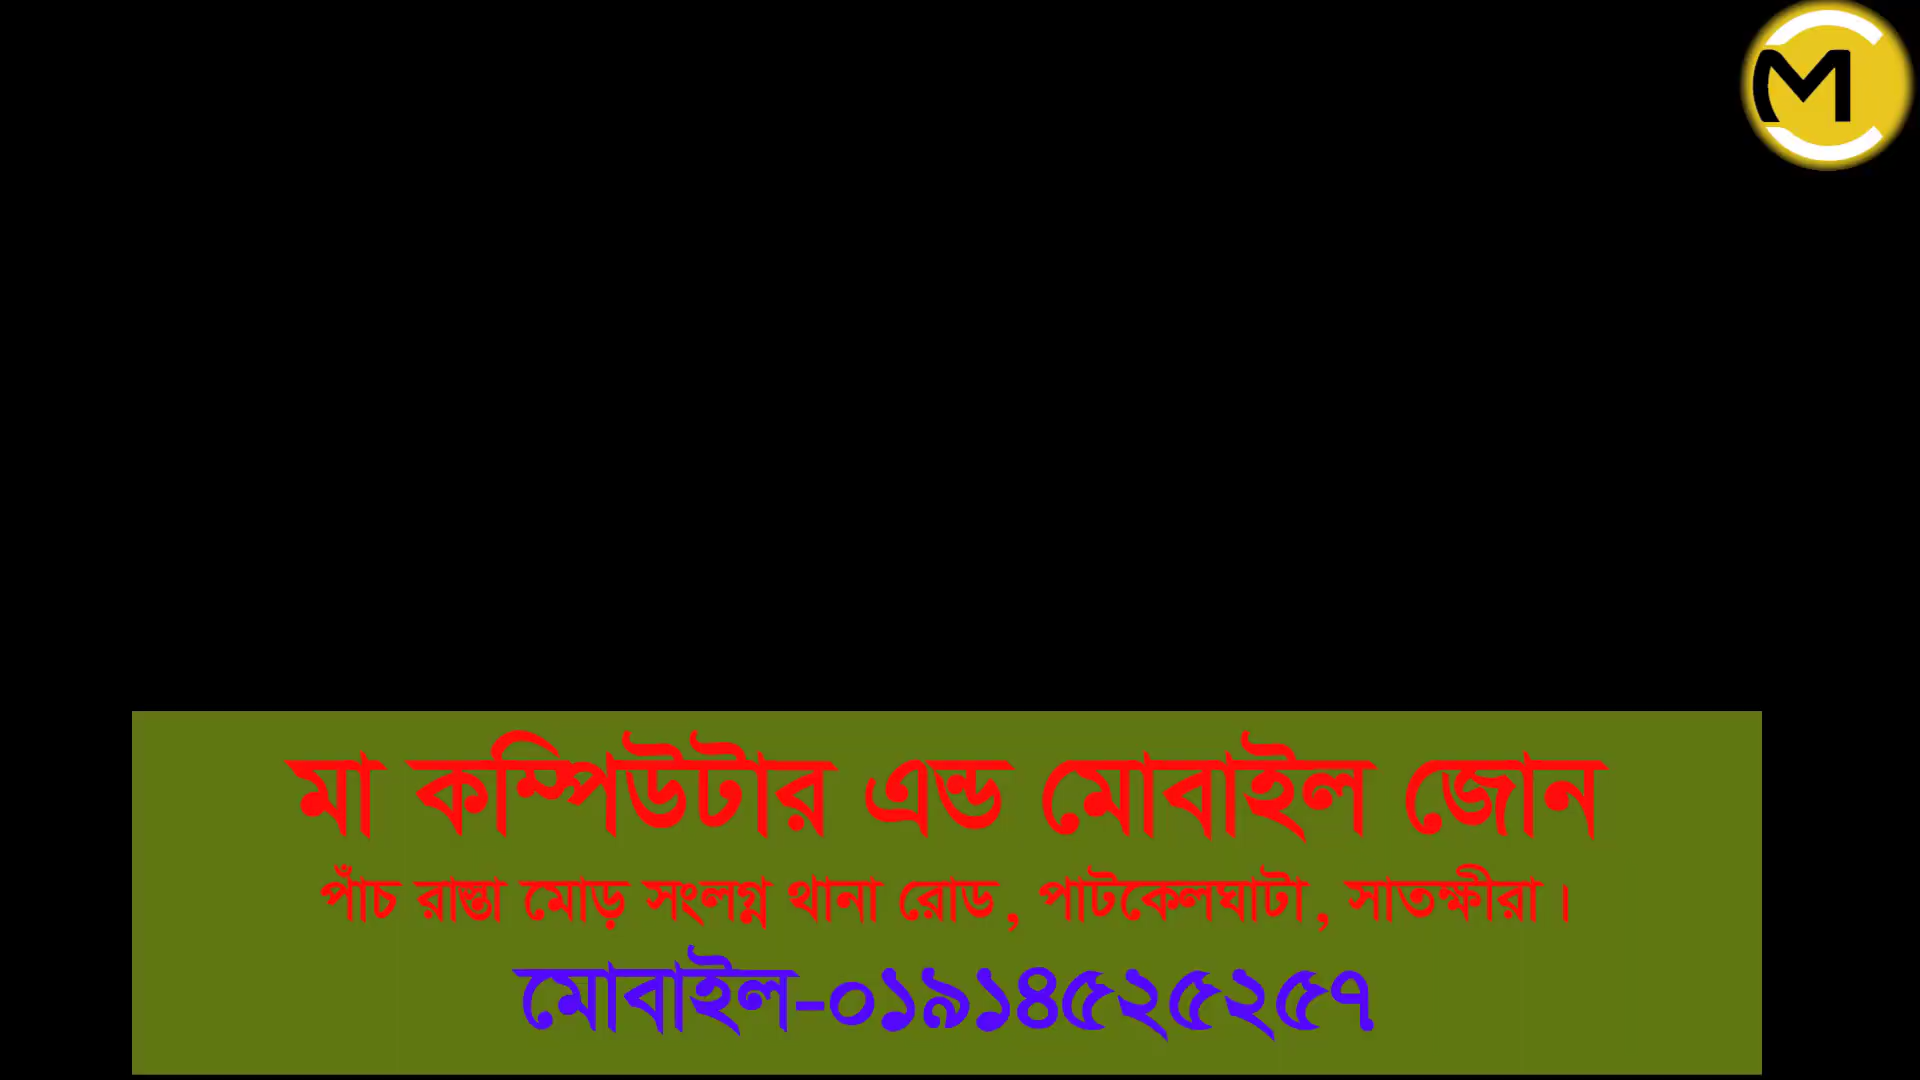 M
মা কম্পিউটার এন্ড মোবাইল জোন
পাঁচ রাস্তা মোড় সংলগ্ন থানা রোড, পাটকেলঘাটা, সাতক্ষীরা।
মোবাইল-০১৯১৪৫২৫২৫৭